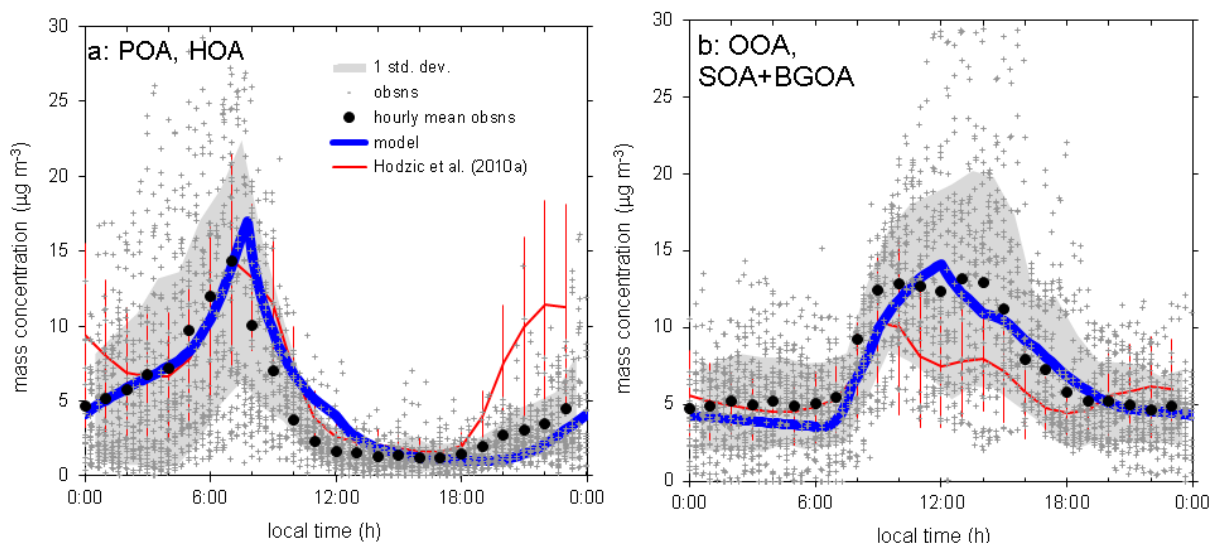 a: POA, HOA
1 std. dev.
obsns
hourly mean obsns
model
Hodzic et al. (2010a)
mass concentration (µg m-3)
30
25
20
15
10
5
0
0:00 6:00 12:00 18:00 0:00
local time (h)
b: OOA,
SOA+BGOA
mass concentration (µg m-3)
30
25
20
15
10
5
0
0:00 6:00 12:00 18:00 0:00
local time (h)